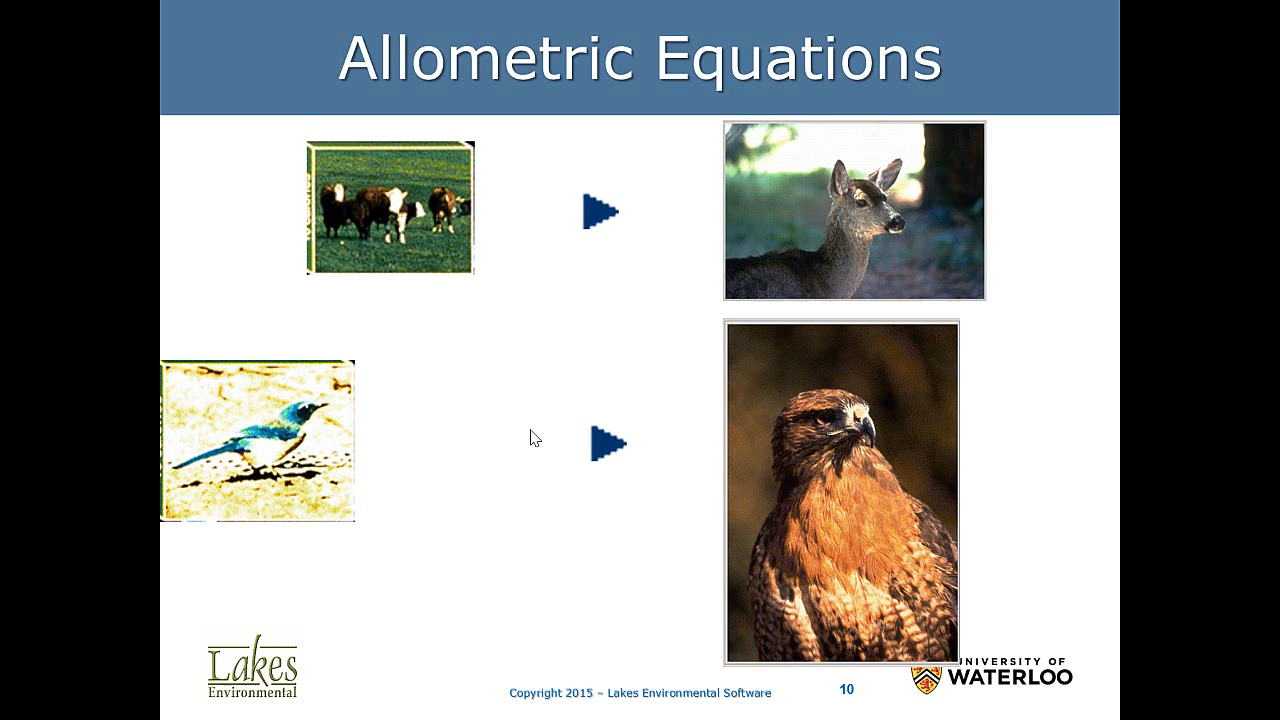 Allometric Equations
Lakes
Environmental
Copyright 2015 – Lakes Environmental Software
10
UNIVERSITY OF
WATERLOO